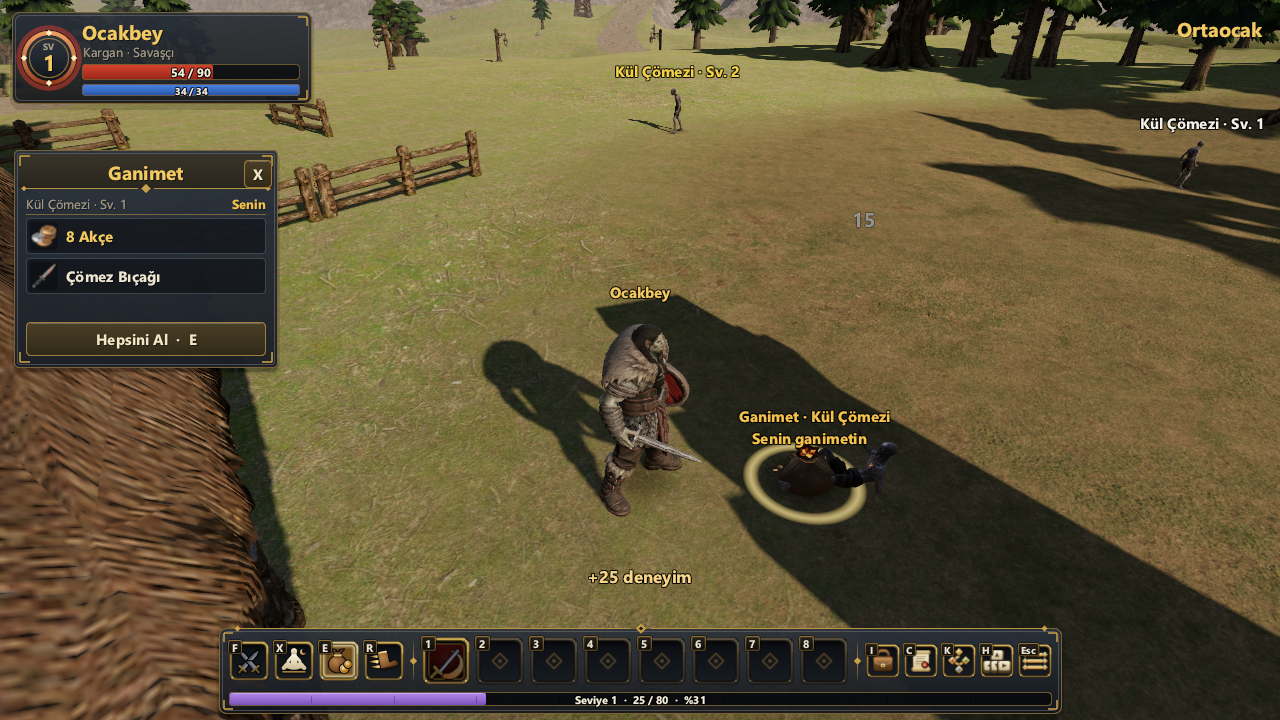 Ocakbey
SV
1
Kargan · Savaşçı
54 / 90
34 / 34
Ortaocak
Kül Çömezi · Sv. 2
Kül Çömezi · Sv. 1
Ganimet
X
Kül Çömezi · Sv. 1
Senin
8 Akçe
Çömez Bıçağı
Hepsini Al · E
15
Ocakbey
Ganimet · Kül Çömezi
Senin ganimetin
+25 deneyim
F X E R 1 2 3 4 5 6 7 8 I C K H Esc
Seviye 1 · 25 / 80 · %31